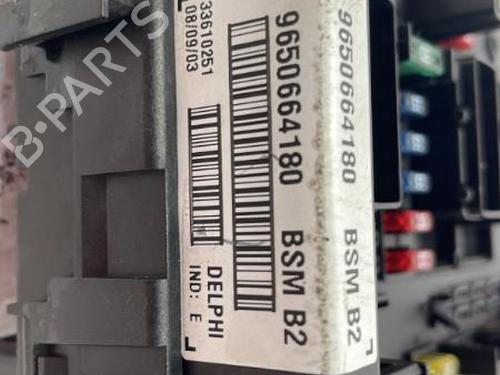 9650664180 BSM B2
9650664180 BSM B2
33610251
08/09/03
DELPHI
IND: E
B-PARTS